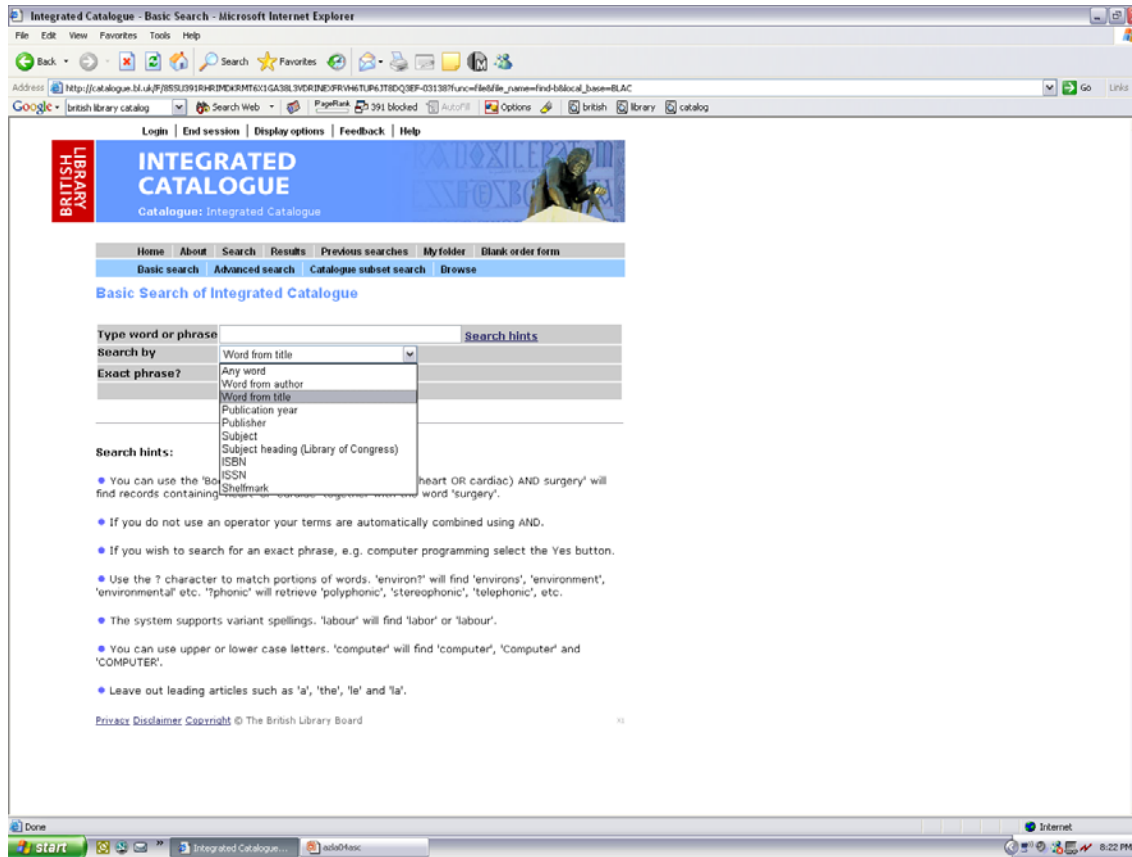 Integrated Catalogue - Basic Search - Microsoft Internet Explorer
File Edit View Favorites Tools Help
Back Search Favorites
Address http://catalogue.bl.uk/F/
Go Links
Google british library catalog Search Web PageRank 391 blocked AutoFill Options british library catalog
Login | End session | Display options | Feedback | Help
BRITISH LIBRARY
INTEGRATED
CATALOGUE
Catalogue: Integrated Catalogue
Home About Search Results Previous searches My folder Blank order form
Basic search Advanced search Catalogue subset search Browse
Basic Search of Integrated Catalogue
Type word or phrase Search hints
Search by Word from title
Exact phrase? Any word
Word from author
Word from title
Publication year
Publisher
Subject
Subject heading (Library of Congress)
ISBN
ISSN
Shelfmark
Search hints:
• You can use the heart OR cardiac) AND surgery' will
find records containing word 'surgery'.
• If you do not use an operator your terms are automatically combined using AND.
• If you wish to search for an exact phrase, e.g. computer programming select the Yes button.
• Use the ? character to match portions of words. 'environ?' will find 'environs', 'environment',
'environmental' etc. '?phonic' will retrieve 'polyphonic', 'stereophonic', 'telephonic', etc.
• The system supports variant spellings. 'labour' will find 'labor' or 'labour'.
• You can use upper or lower case letters. 'computer' will find 'computer', 'Computer' and
'COMPUTER'.
• Leave out leading articles such as 'a', 'the', 'le' and 'la'.
Privacy Disclaimer Copyright © The British Library Board
Done Internet
start Integrated Catalogue... azla04asc 8:22 PM